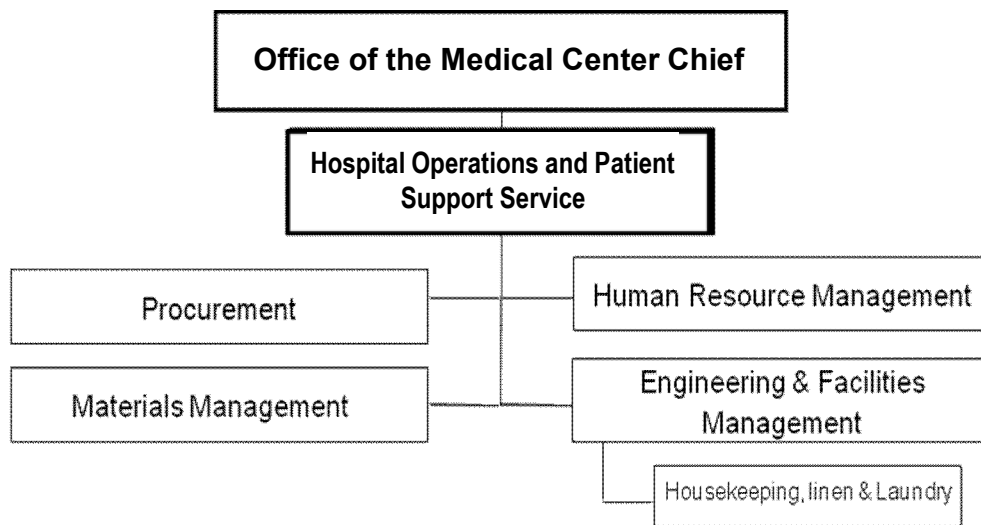 Office of the Medical Center Chief
Hospital Operations and Patient
Support Service
Procurement
Human Resource Management
Materials Management
Engineering & Facilities
Management
Housekeeping, linen & Laundry